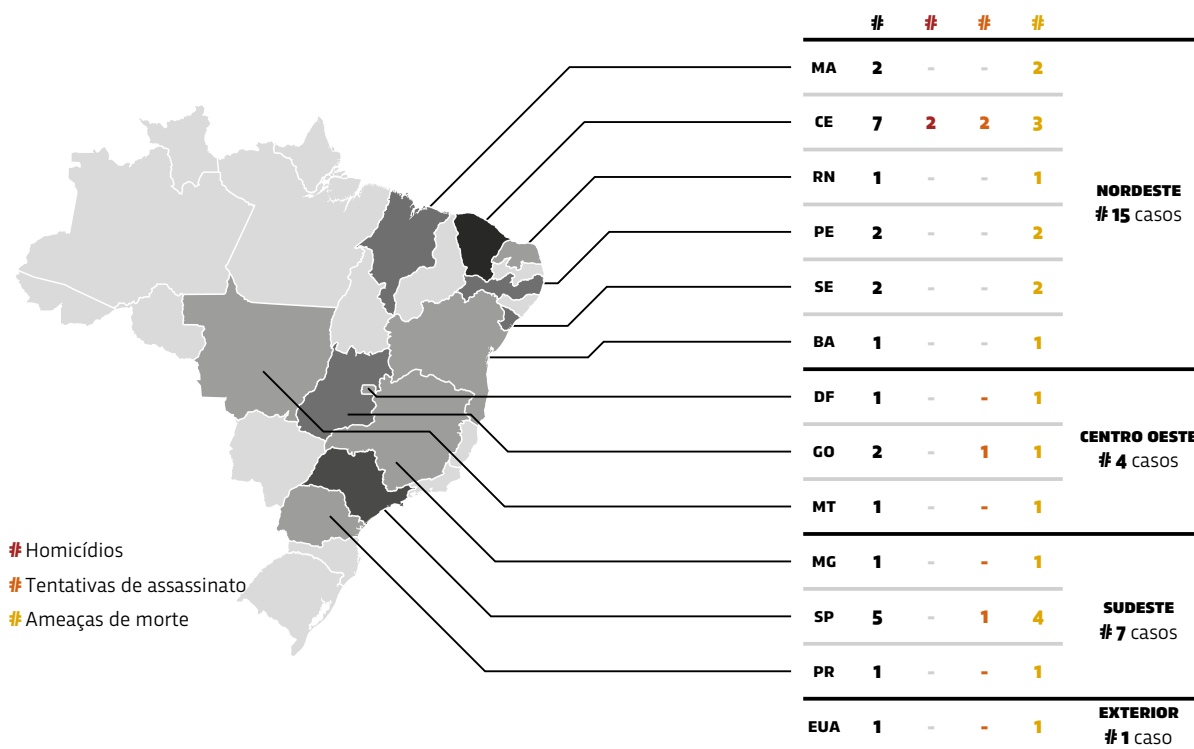 # # # #
MA 2 - - 2
CE 7 2 2 3
RN 1 - - 1
PE 2 - - 2
SE 2 - - 2
BA 1 - - 1
NORDESTE
# 15 casos
DF 1 - - 1
GO 2 - 1 1
MT 1 - - 1
CENTRO OESTE
# 4 casos
MG 1 - - 1
SP 5 - 1 4
PR 1 - - 1
SUDESTE
# 7 casos
EUA 1 - - 1
EXTERIOR
# 1 caso
# Homicídios
# Tentativas de assassinato
# Ameaças de morte